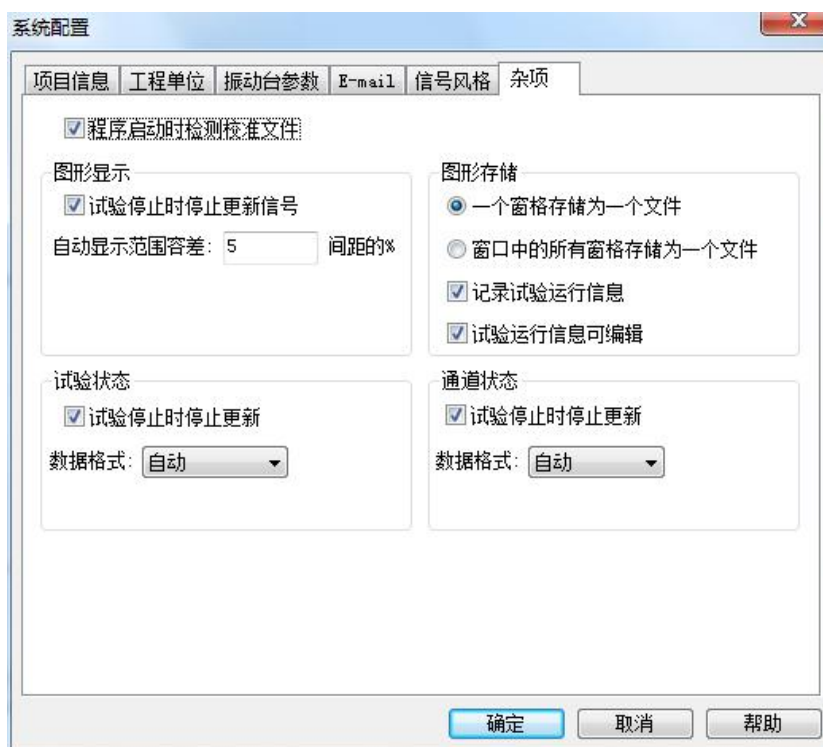 系统配置
项目信息 工程单位 振动台参数 E-mail 信号风格 杂项
程序启动时检测校准文件
图形显示
试验停止时停止更新信号
自动显示范围容差: 5 间距的%
图形存储
一个窗格存储为一个文件
窗口中的所有窗格存储为一个文件
记录试验运行信息
试验运行信息可编辑
试验状态
试验停止时停止更新
数据格式: 自动
通道状态
试验停止时停止更新
数据格式: 自动
确定 取消 帮助